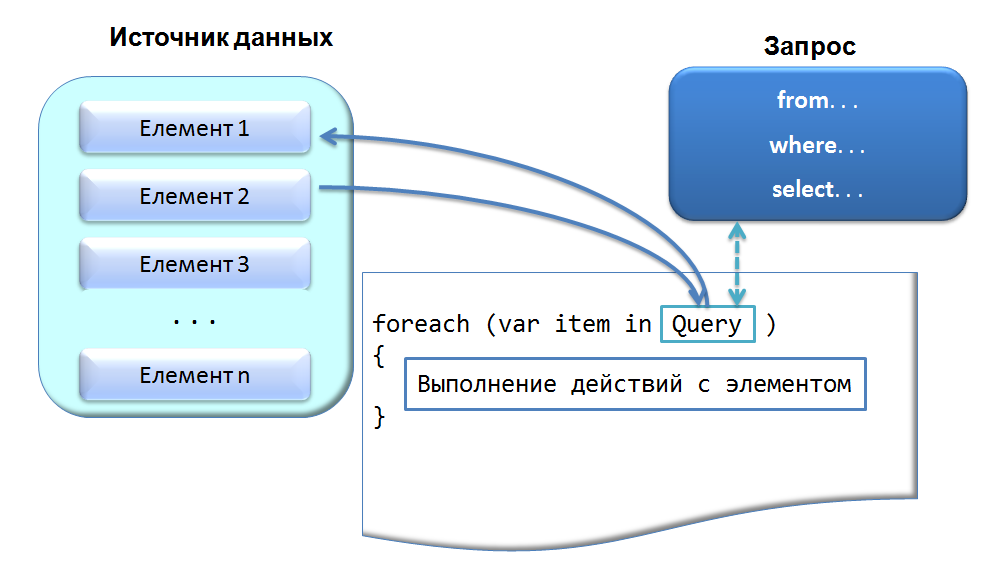 Источник данных
Елемент 1
Елемент 2
Елемент 3
. . .
Елемент n
Запрос
from. . .
where. . .
select. . .
foreach (var item in Query )
{
Выполнение действий с элементом
}